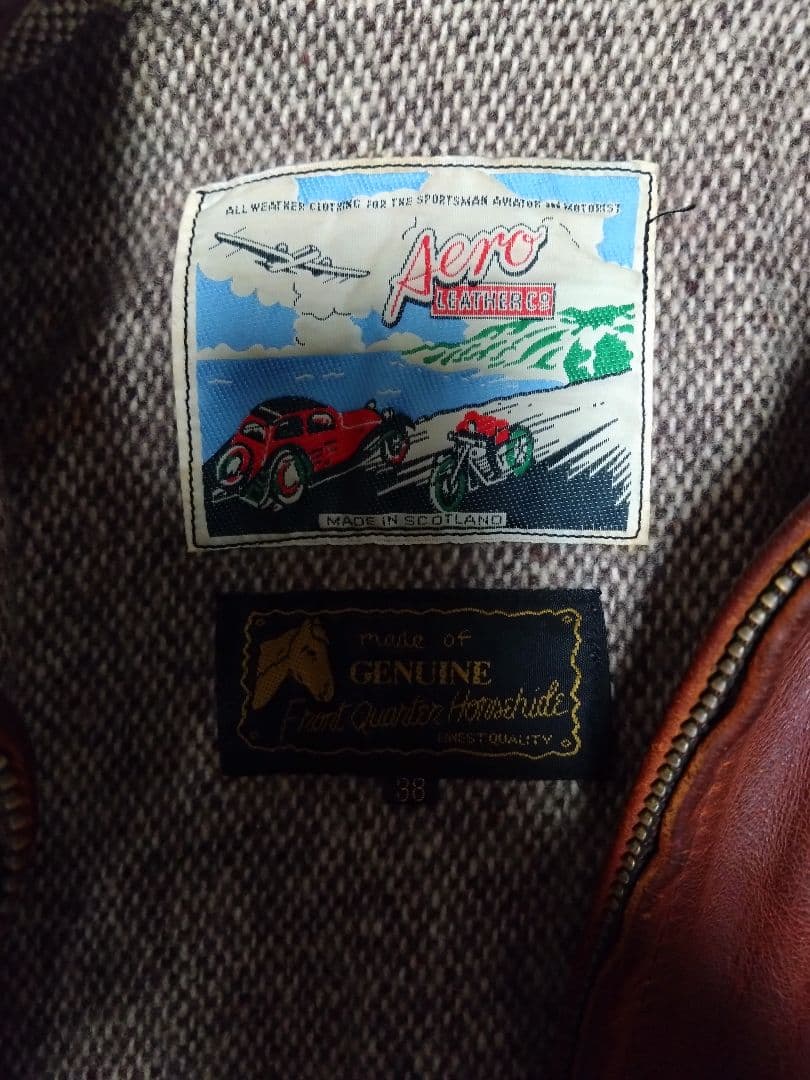 ALL WEATHER CLOTHING FOR THE SPORTSMAN AVIATOR AND MOTORIST
Aero
LEATHER CO
MADE IN SCOTLAND
made of
GENUINE
Front Quarter Horsehide
FINEST QUALITY
38